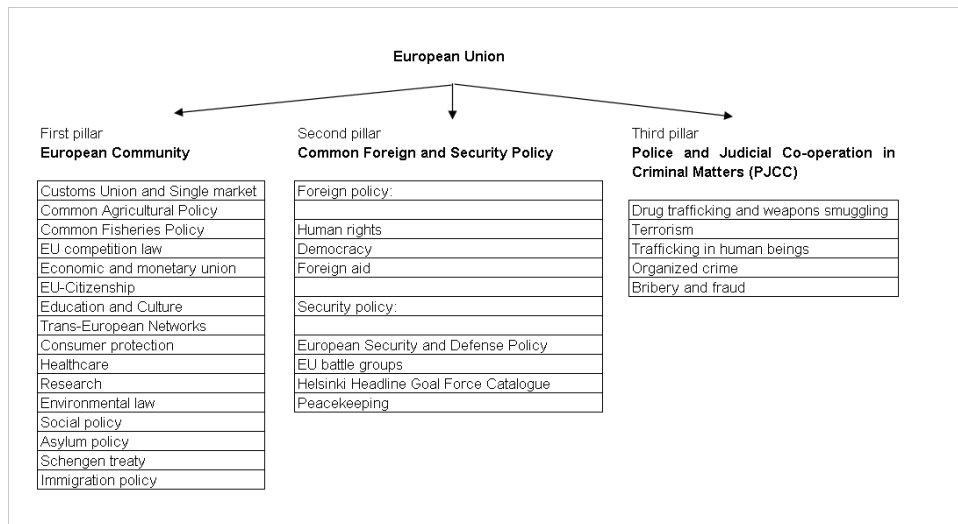 European Union
First pillar
European Community
Customs Union and Single market
Common Agricultural Policy
Common Fisheries Policy
EU competition law
Economic and monetary union
EU-Citizenship
Education and Culture
Trans-European Networks
Consumer protection
Healthcare
Research
Environmental law
Social policy
Asylum policy
Schengen treaty
Immigration policy
Second pillar
Common Foreign and Security Policy
Foreign policy:
Human rights
Democracy
Foreign aid
Security policy:
European Security and Defense Policy
EU battle groups
Helsinki Headline Goal Force Catalogue
Peacekeeping
Third pillar
Police and Judicial Co-operation in
Criminal Matters (PJCC)
Drug trafficking and weapons smuggling
Terrorism
Trafficking in human beings
Organized crime
Bribery and fraud